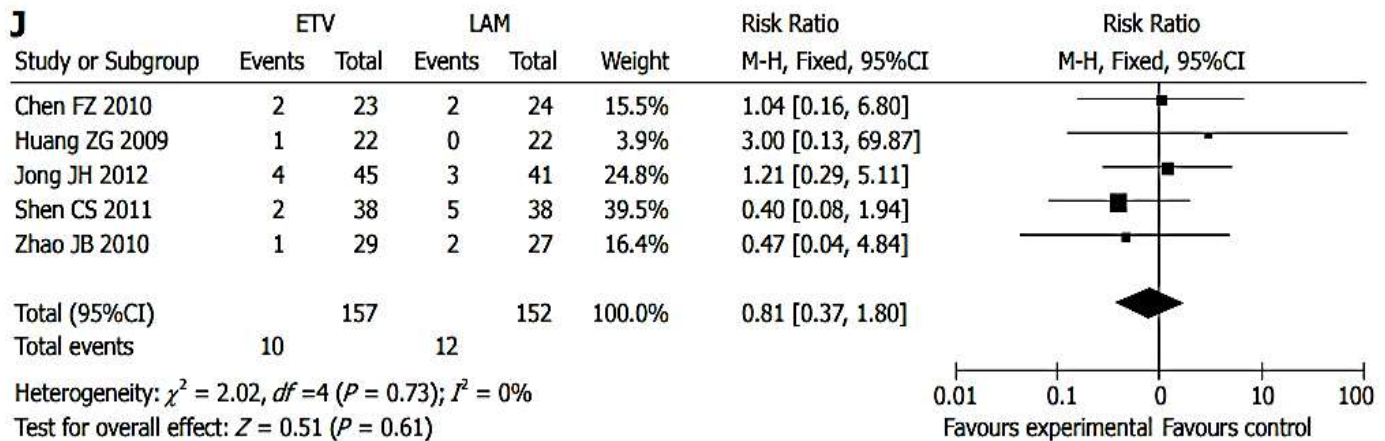 J ETV LAM Risk Ratio Risk Ratio
Study or Subgroup Events Total Events Total Weight M-H, Fixed, 95%CI M-H, Fixed, 95%CI
Chen FZ 2010 2 23 2 24 15.5% 1.04 [0.16, 6.80]
Huang ZG 2009 1 22 0 22 3.9% 3.00 [0.13, 69.87]
Jong JH 2012 4 45 3 41 24.8% 1.21 [0.29, 5.11]
Shen CS 2011 2 38 5 38 39.5% 0.40 [0.08, 1.94]
Zhao JB 2010 1 29 2 27 16.4% 0.47 [0.04, 4.84]
Total (95%CI) 157 152 100.0% 0.81 [0.37, 1.80]
Total events 10 12
Heterogeneity: χ² = 2.02, df =4 (P = 0.73); I² = 0%
Test for overall effect: Z = 0.51 (P = 0.61)
0.01 0.1 0 10 100
Favours experimental Favours control